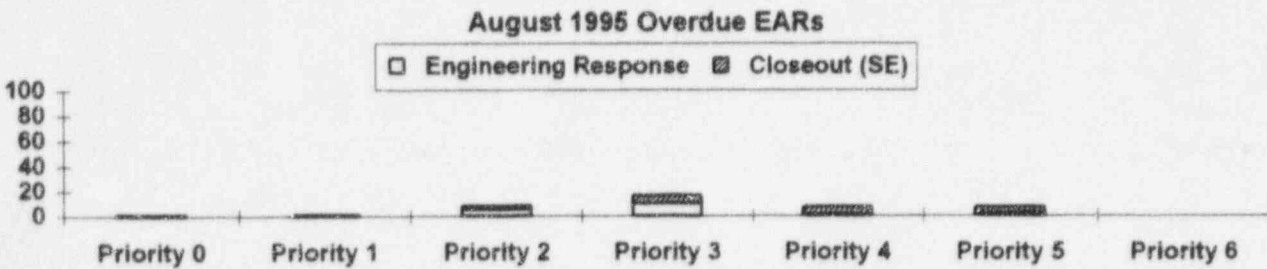 August 1995 Overdue EARs
Engineering Response Closeout (SE)
100
80
60
40
20
0
Priority 0 Priority 1 Priority 2 Priority 3 Priority 4 Priority 5 Priority 6